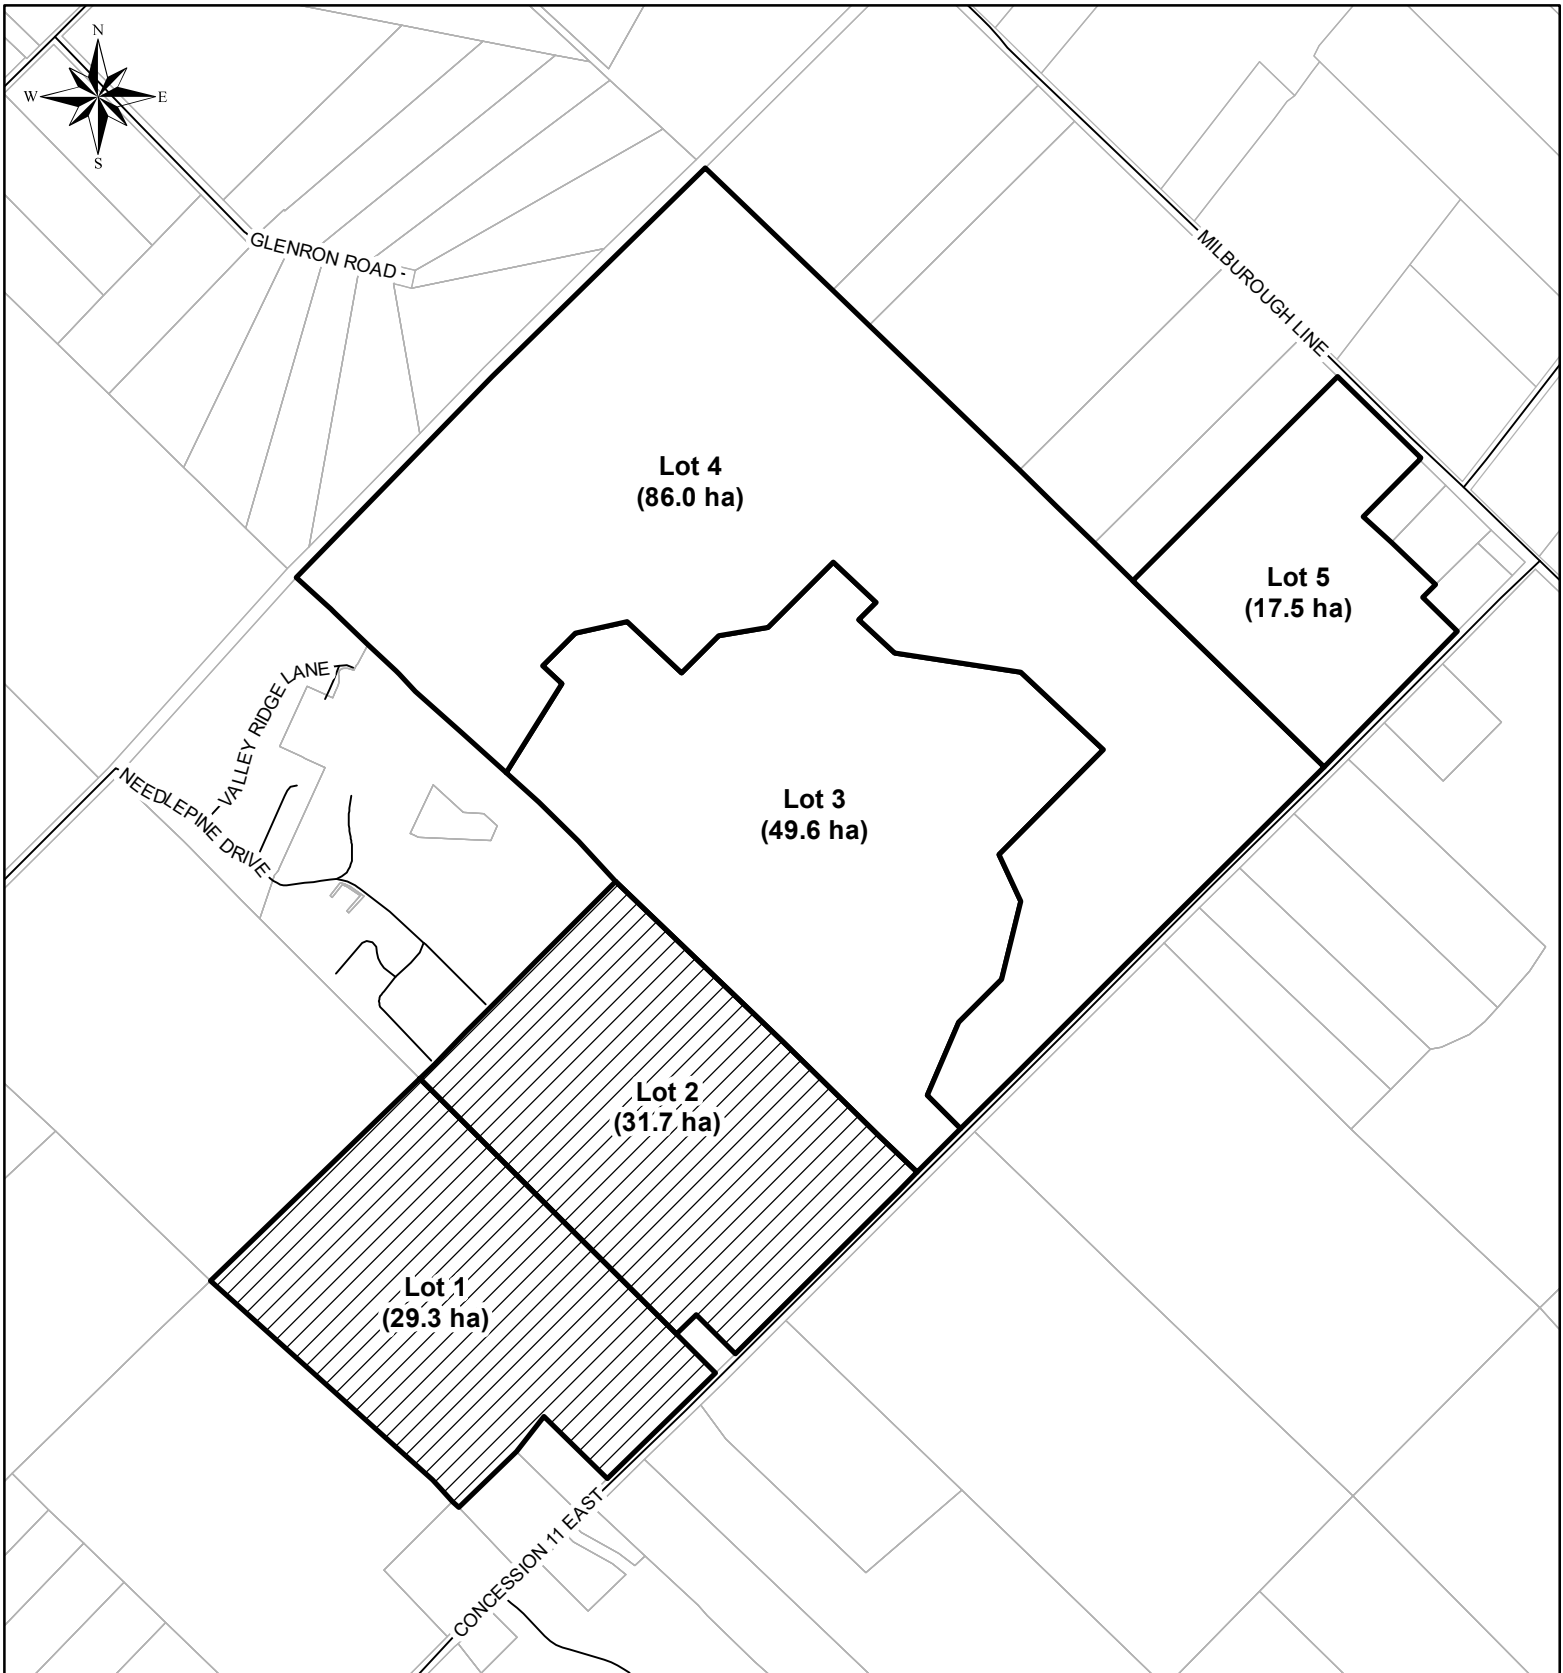 N
W E
S
GLENRON ROAD
MILBUROUGH LINE
Lot 4
(86.0 ha)
Lot 5
(17.5 ha)
VALLEY RIDGE LANE
NEEDLEPINE DRIVE
Lot 3
(49.6 ha)
Lot 2
(31.7 ha)
Lot 1
(29.3 ha)
CONCESSION 11 EAST